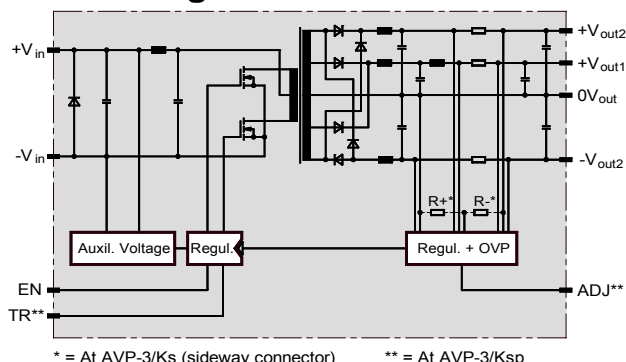 +Vin
-Vin
+Vout2
+Vout1
0Vout
-Vout2
R+*
R-*
Auxil. Voltage
Regul.
Regul. + OVP
EN
TR**
ADJ**
* = At AVP-3/Ks (sideway connector)
** = At AVP-3/Ksp